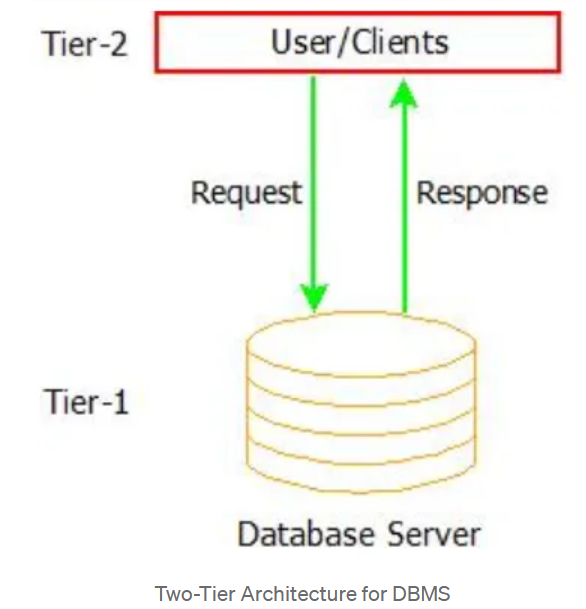 Tier-2
User/Clients
Request
Response
Tier-1
Database Server
Two-Tier Architecture for DBMS